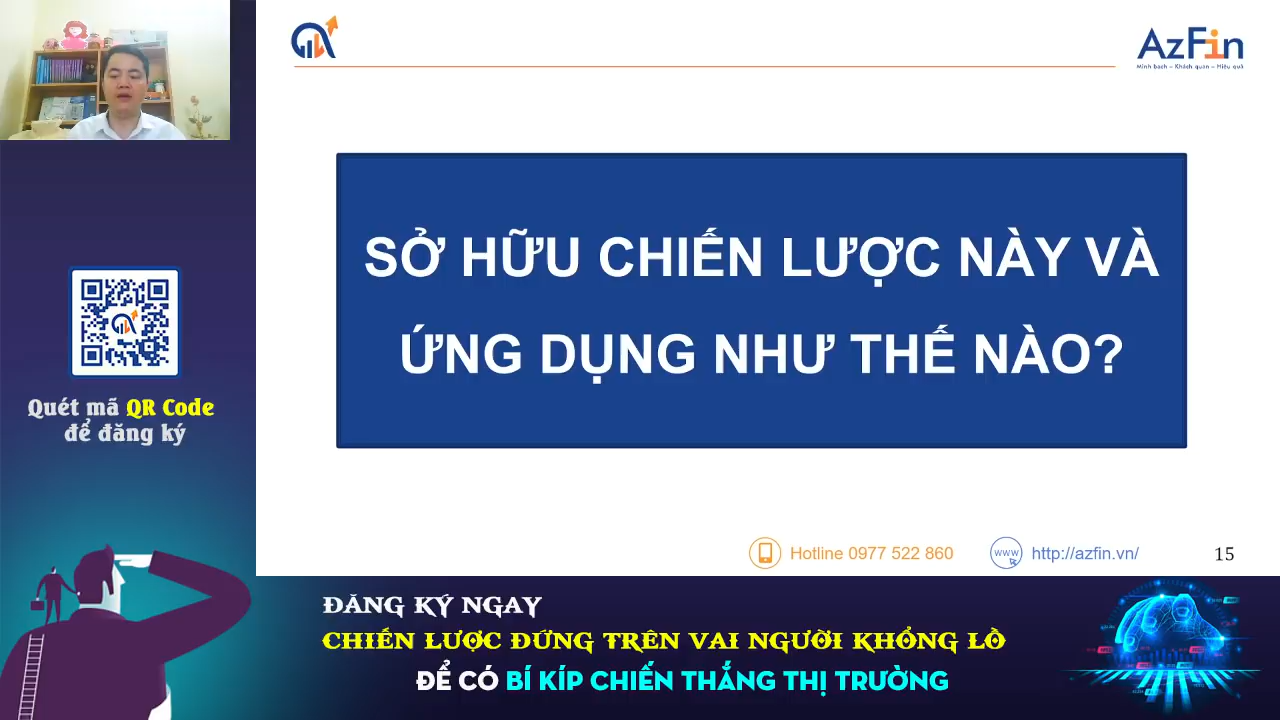 AzFin
Minh bạch – Khách quan – Hiệu quả
SỞ HỮU CHIẾN LƯỢC NÀY VÀ
ỨNG DỤNG NHƯ THẾ NÀO?
Quét mã QR Code
để đăng ký
Hotline 0977 522 860
www
http://azfin.vn/
15
ĐĂNG KÝ NGAY
CHIẾN LƯỢC ĐỨNG TRÊN VAI NGƯỜI KHỔNG LỒ
ĐỂ CÓ BÍ KÍP CHIẾN THẮNG THỊ TRƯỜNG